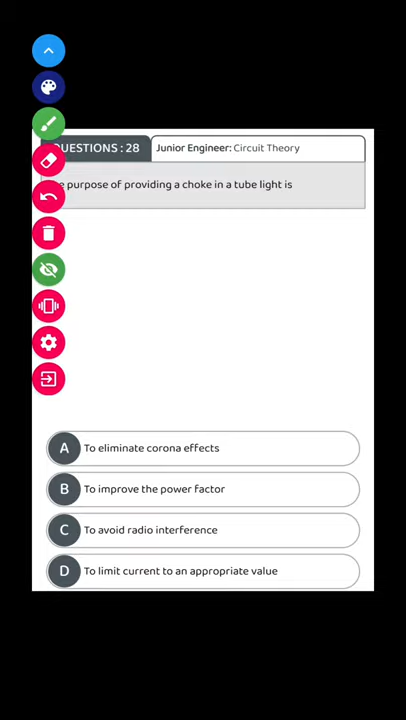 QUESTIONS : 28
Junior Engineer: Circuit Theory
purpose of providing a choke in a tube light is
A To eliminate corona effects
B To improve the power factor
C To avoid radio interference
D To limit current to an appropriate value